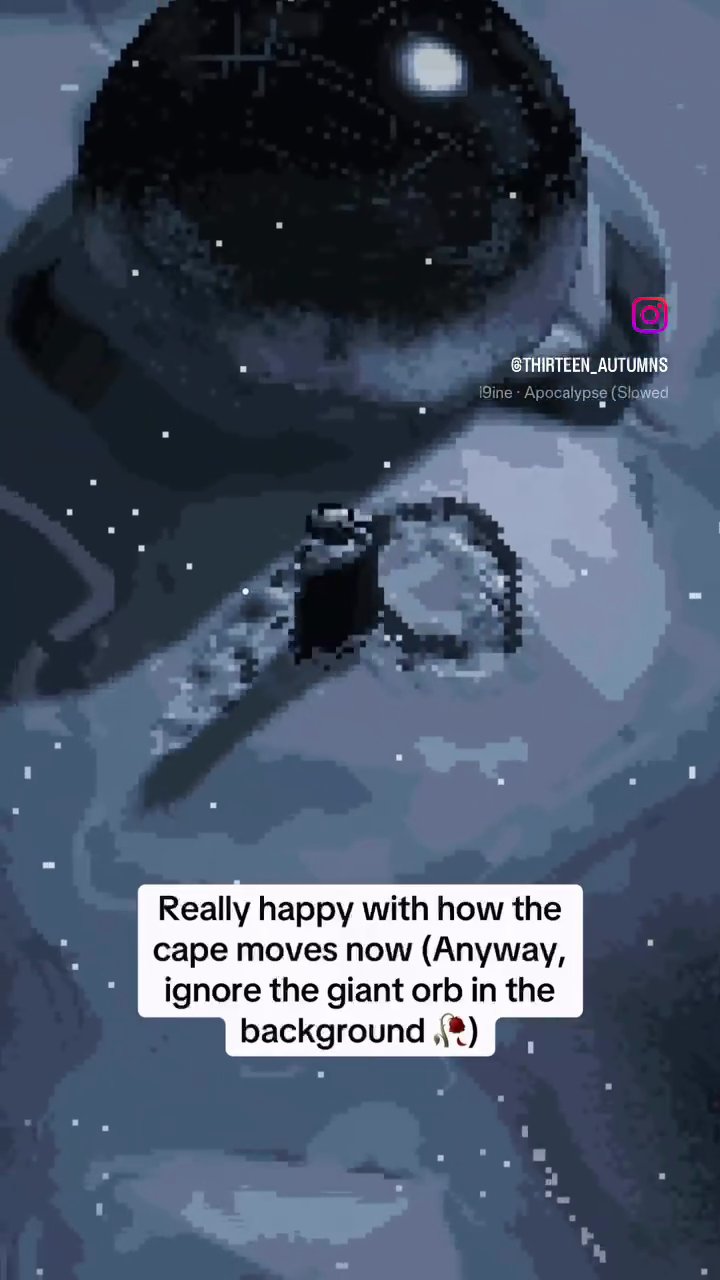 @THIRTEEN_AUTUMNS
i9ine · Apocalypse (Slowed
Really happy with how the
cape moves now (Anyway,
ignore the giant orb in the
background 🥀)